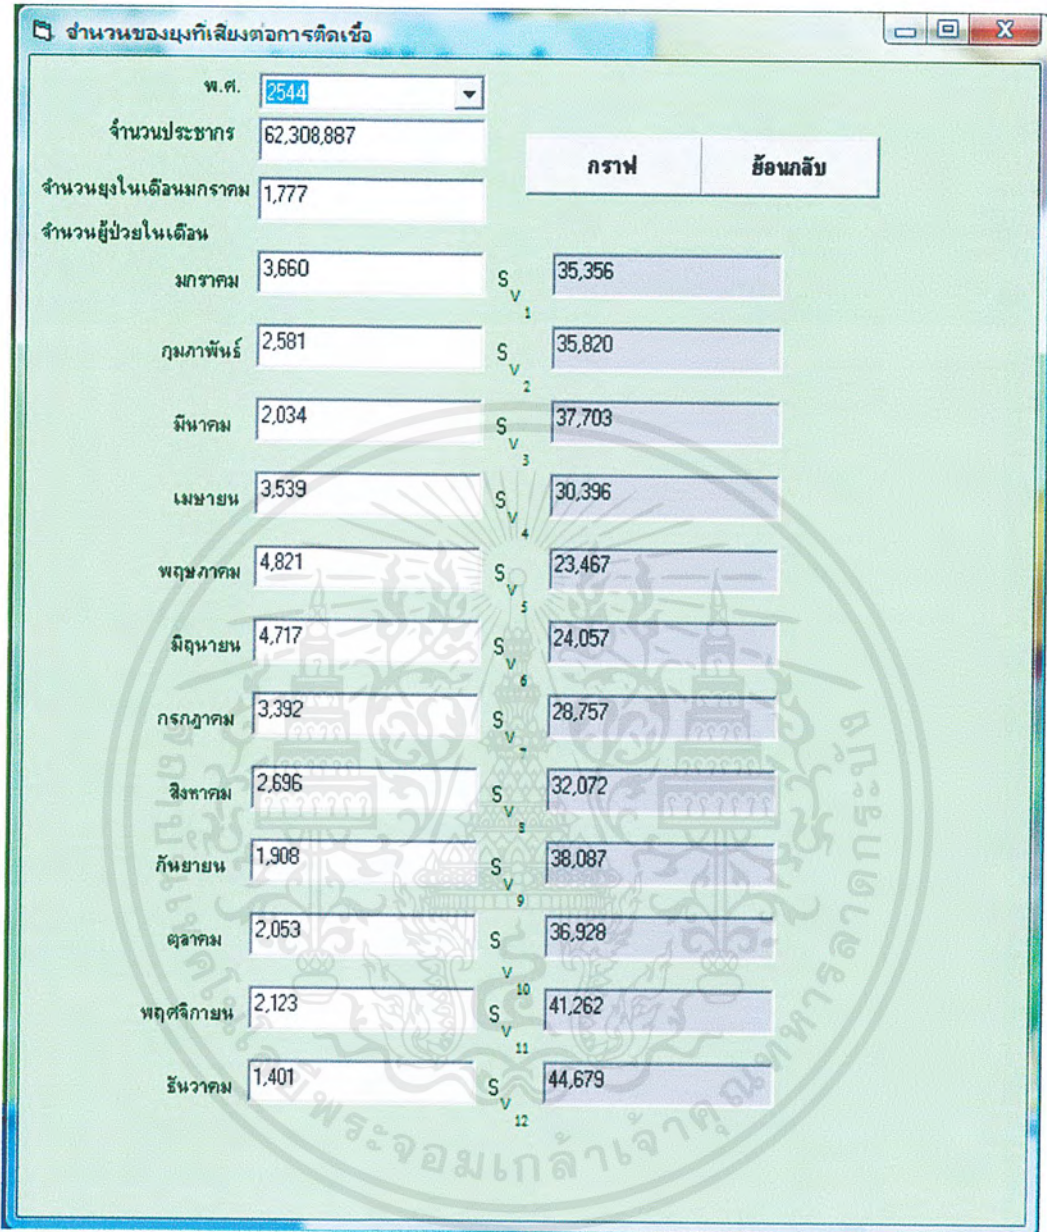 จำนวนของยุงที่เสี่ยงต่อการติดเชื้อ
พ.ศ. 2544
จำนวนประชากร 62,308,887
กราฟ ย้อนกลับ
จำนวนยุงในเดือนมกราคม 1,777
จำนวนผู้ป่วยในเดือน
มกราคม 3,660 S V 1 35,356
กุมภาพันธ์ 2,581 S V 2 35,820
มีนาคม 2,034 S V 3 37,703
เมษายน 3,539 S V 4 30,396
พฤษภาคม 4,821 S V 5 23,467
มิถุนายน 4,717 S V 6 24,057
กรกฎาคม 3,392 S V 7 28,757
สิงหาคม 2,696 S V 8 32,072
กันยายน 1,908 S V 9 38,087
ตุลาคม 2,053 S V 10 36,928
พฤศจิกายน 2,123 S V 11 41,262
ธันวาคม 1,401 S V 12 44,679
สถาบันเทคโนโลยีพระจอมเกล้าเจ้าคุณทหารลาดกระบัง